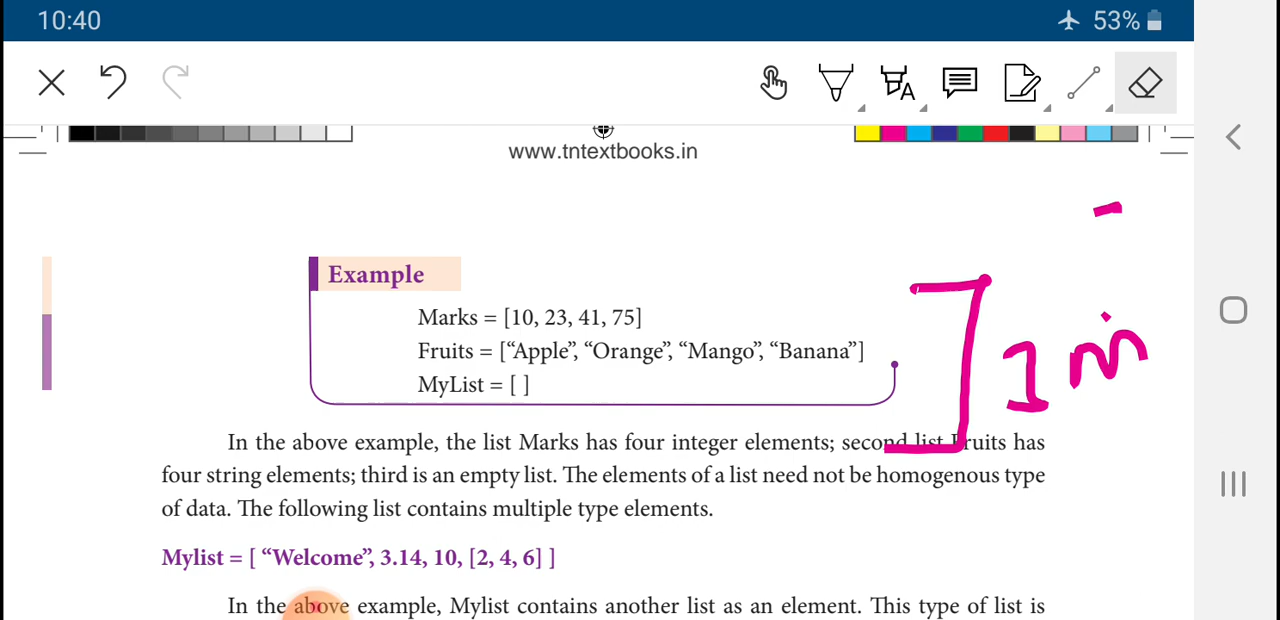 10:40
53%
www.tntextbooks.in
Example
Marks = [10, 23, 41, 75]
Fruits = [“Apple”, “Orange”, “Mango”, “Banana”]
MyList = [ ]
In the above example, the list Marks has four integer elements; second list Fruits has
four string elements; third is an empty list. The elements of a list need not be homogenous type
of data. The following list contains multiple type elements.
Mylist = [ “Welcome”, 3.14, 10, [2, 4, 6] ]
In the above example, Mylist contains another list as an element. This type of list is